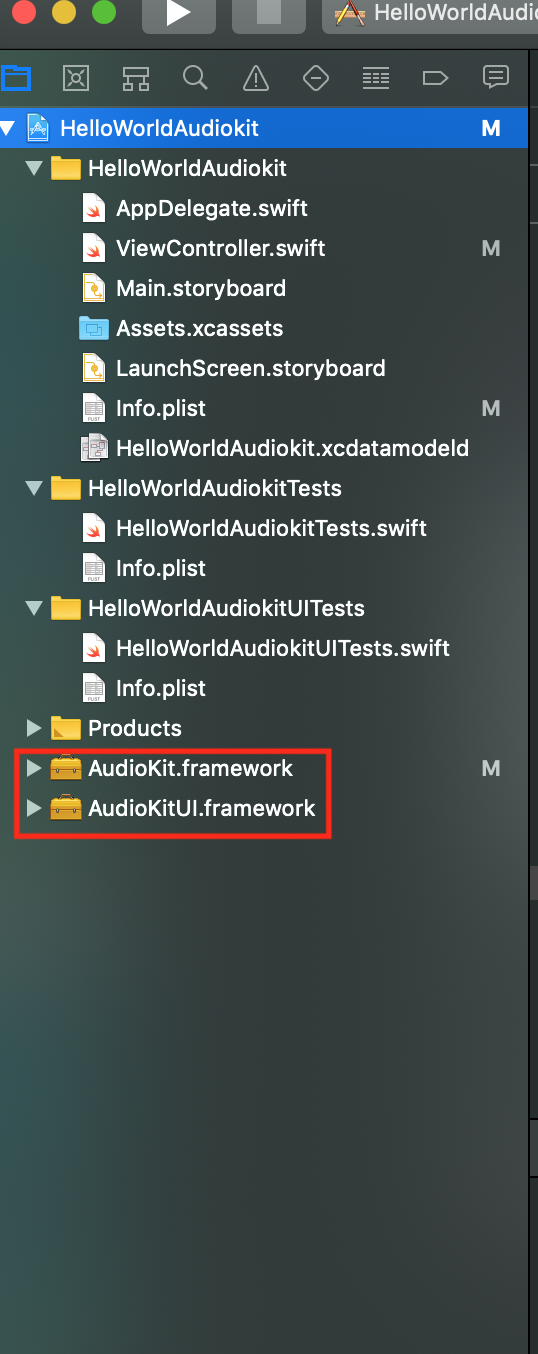 HelloWorldAudio
HelloWorldAudiokit M
HelloWorldAudiokit
AppDelegate.swift
ViewController.swift M
Main.storyboard
Assets.xcassets
LaunchScreen.storyboard
Info.plist M
HelloWorldAudiokit.xcdatamodeld
HelloWorldAudiokitTests
HelloWorldAudiokitTests.swift
Info.plist
HelloWorldAudiokitUITests
HelloWorldAudiokitUITests.swift
Info.plist
Products
AudioKit.framework M
AudioKitUI.framework